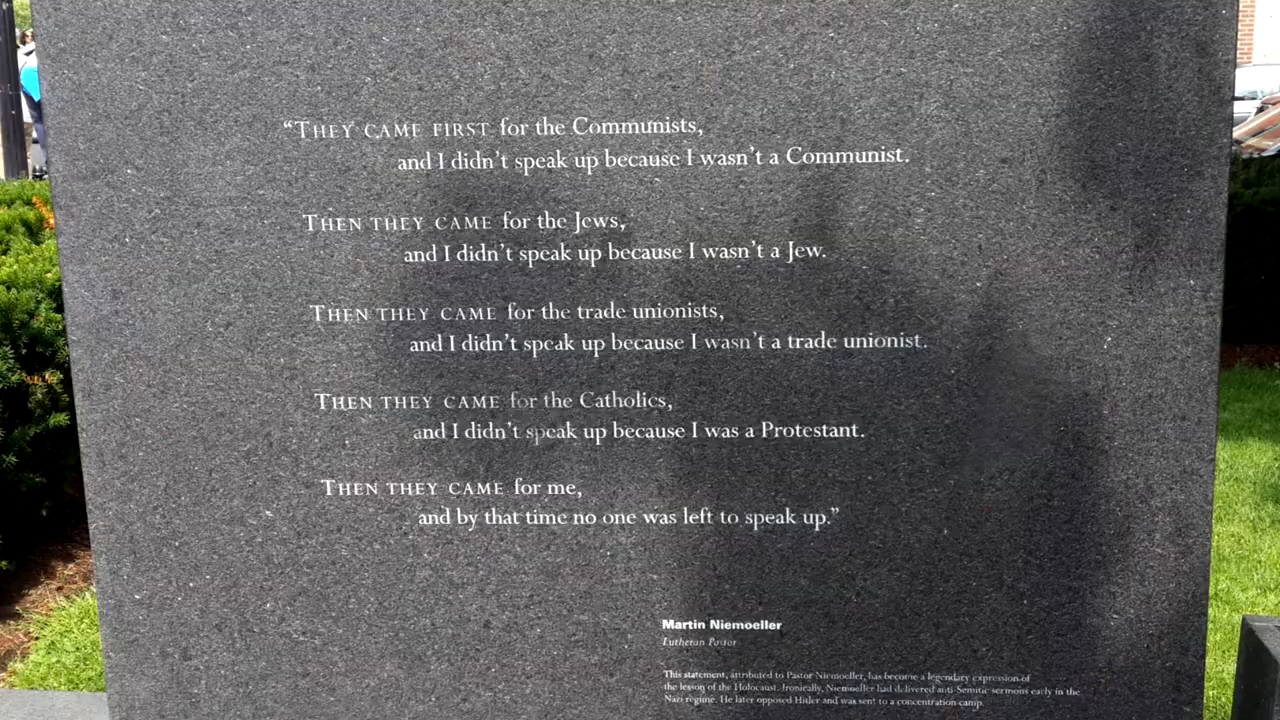 “THEY CAME FIRST for the Communists,
and I didn’t speak up because I wasn’t a Communist.
THEN THEY CAME for the Jews,
and I didn’t speak up because I wasn’t a Jew.
THEN THEY CAME for the trade unionists,
and I didn’t speak up because I wasn’t a trade unionist.
THEN THEY CAME for the Catholics,
and I didn’t speak up because I was a Protestant.
THEN THEY CAME for me,
and by that time no one was left to speak up.”
Martin Niemoeller
Lutheran Pastor
This statement, attributed to Pastor Niemoeller, has become a legendary expression of
the lesson of the Holocaust. Ironically, Niemoeller had delivered anti-Semitic sermons early in the
Nazi regime. He later opposed Hitler and was sent to a concentration camp.